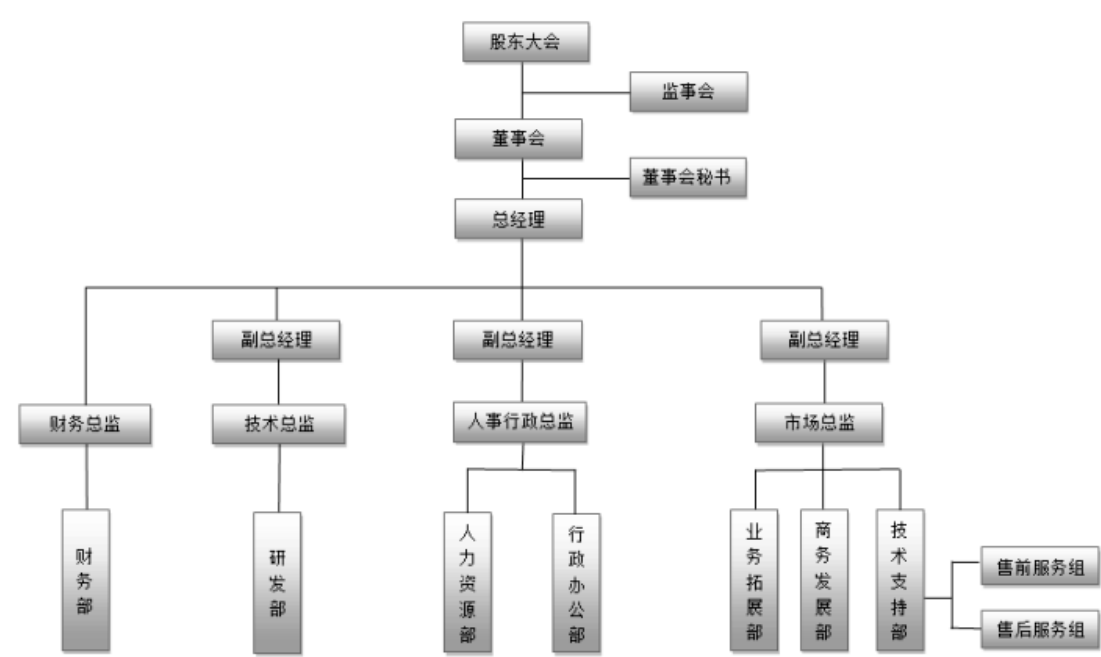 股东大会
监事会
董事会
董事会秘书
总经理
副总经理
副总经理
副总经理
财务总监
技术总监
人事行政总监
市场总监
财务部
研发部
人力资源部
行政办公部
业务拓展部
商务发展部
技术支持部
售前服务组
售后服务组